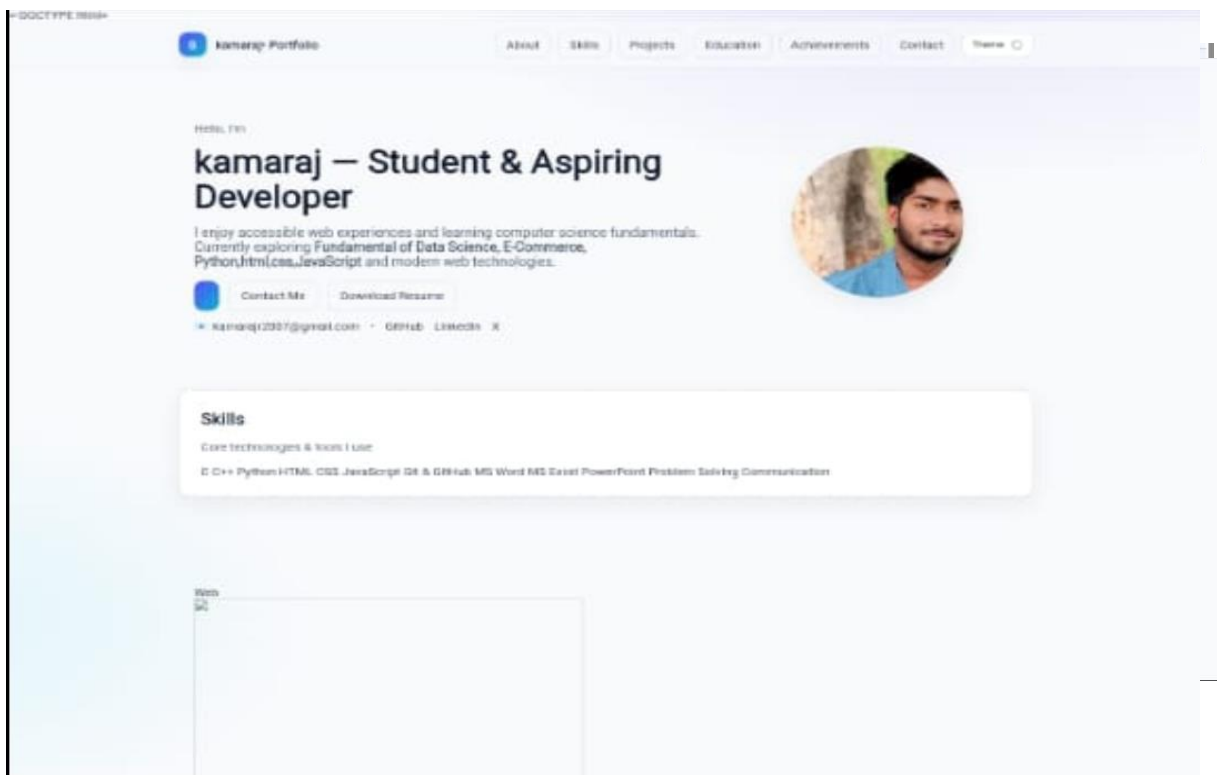 <!DOCTYPE html>
kamaraj- Portfolio
About Skills Projects Education Achievements Contact Theme
Hello, I'm
kamaraj — Student & Aspiring
Developer
I enjoy accessible web experiences and learning computer science fundamentals.
Currently exploring Fundamental of Data Science, E-Commerce,
Python,html,css,JavaScript and modern web technologies.
Contact Me Download Resume
kamarajr2007@gmail.com · GitHub LinkedIn X
Skills
Core technologies & tools I use
C C++ Python HTML CSS JavaScript Git & GitHub MS Word MS Excel PowerPoint Problem Solving Communication
Web